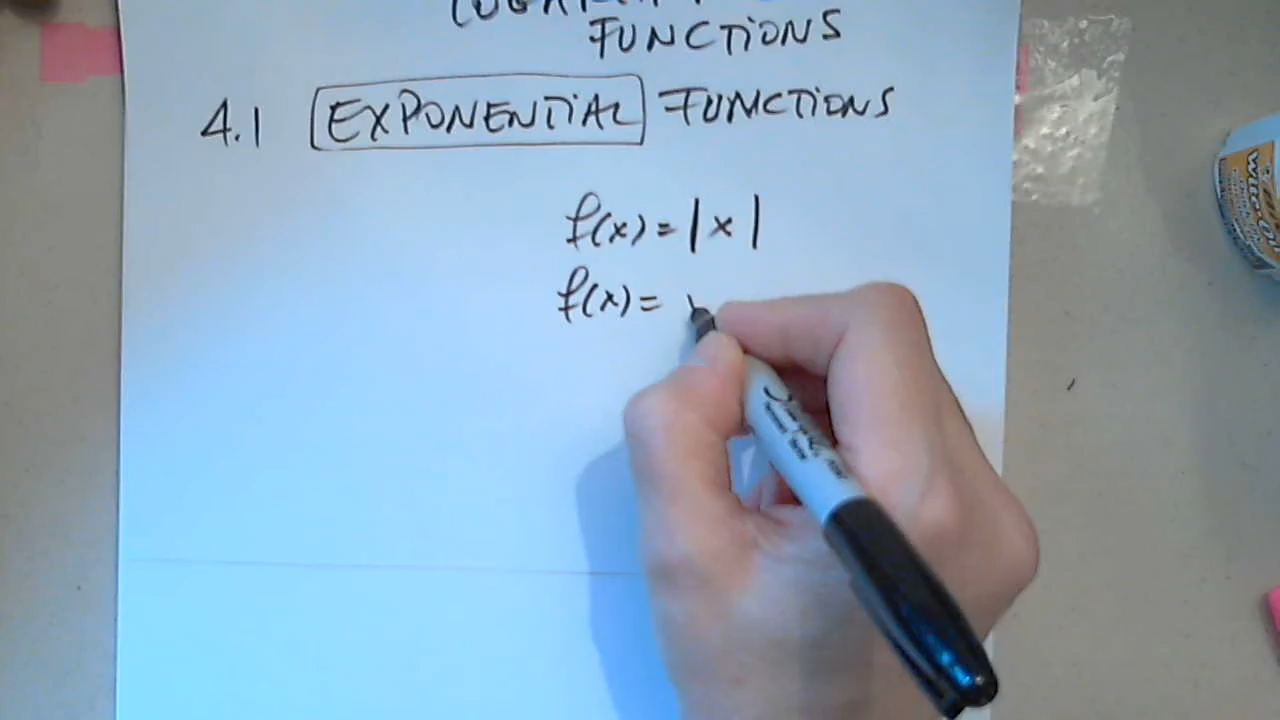 FUNCTIONS
4.1 EXPONENTIAL FUNCTIONS
f(x) = |x|
f(x) =